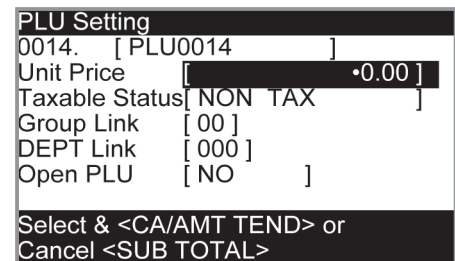 PLU Setting
0014. [ PLU0014 ]
Unit Price [ •0.00 ]
Taxable Status[ NON TAX ]
Group Link [ 00 ]
DEPT Link [ 000 ]
Open PLU [ NO ]
Select & <CA/AMT TEND> or
Cancel <SUB TOTAL>